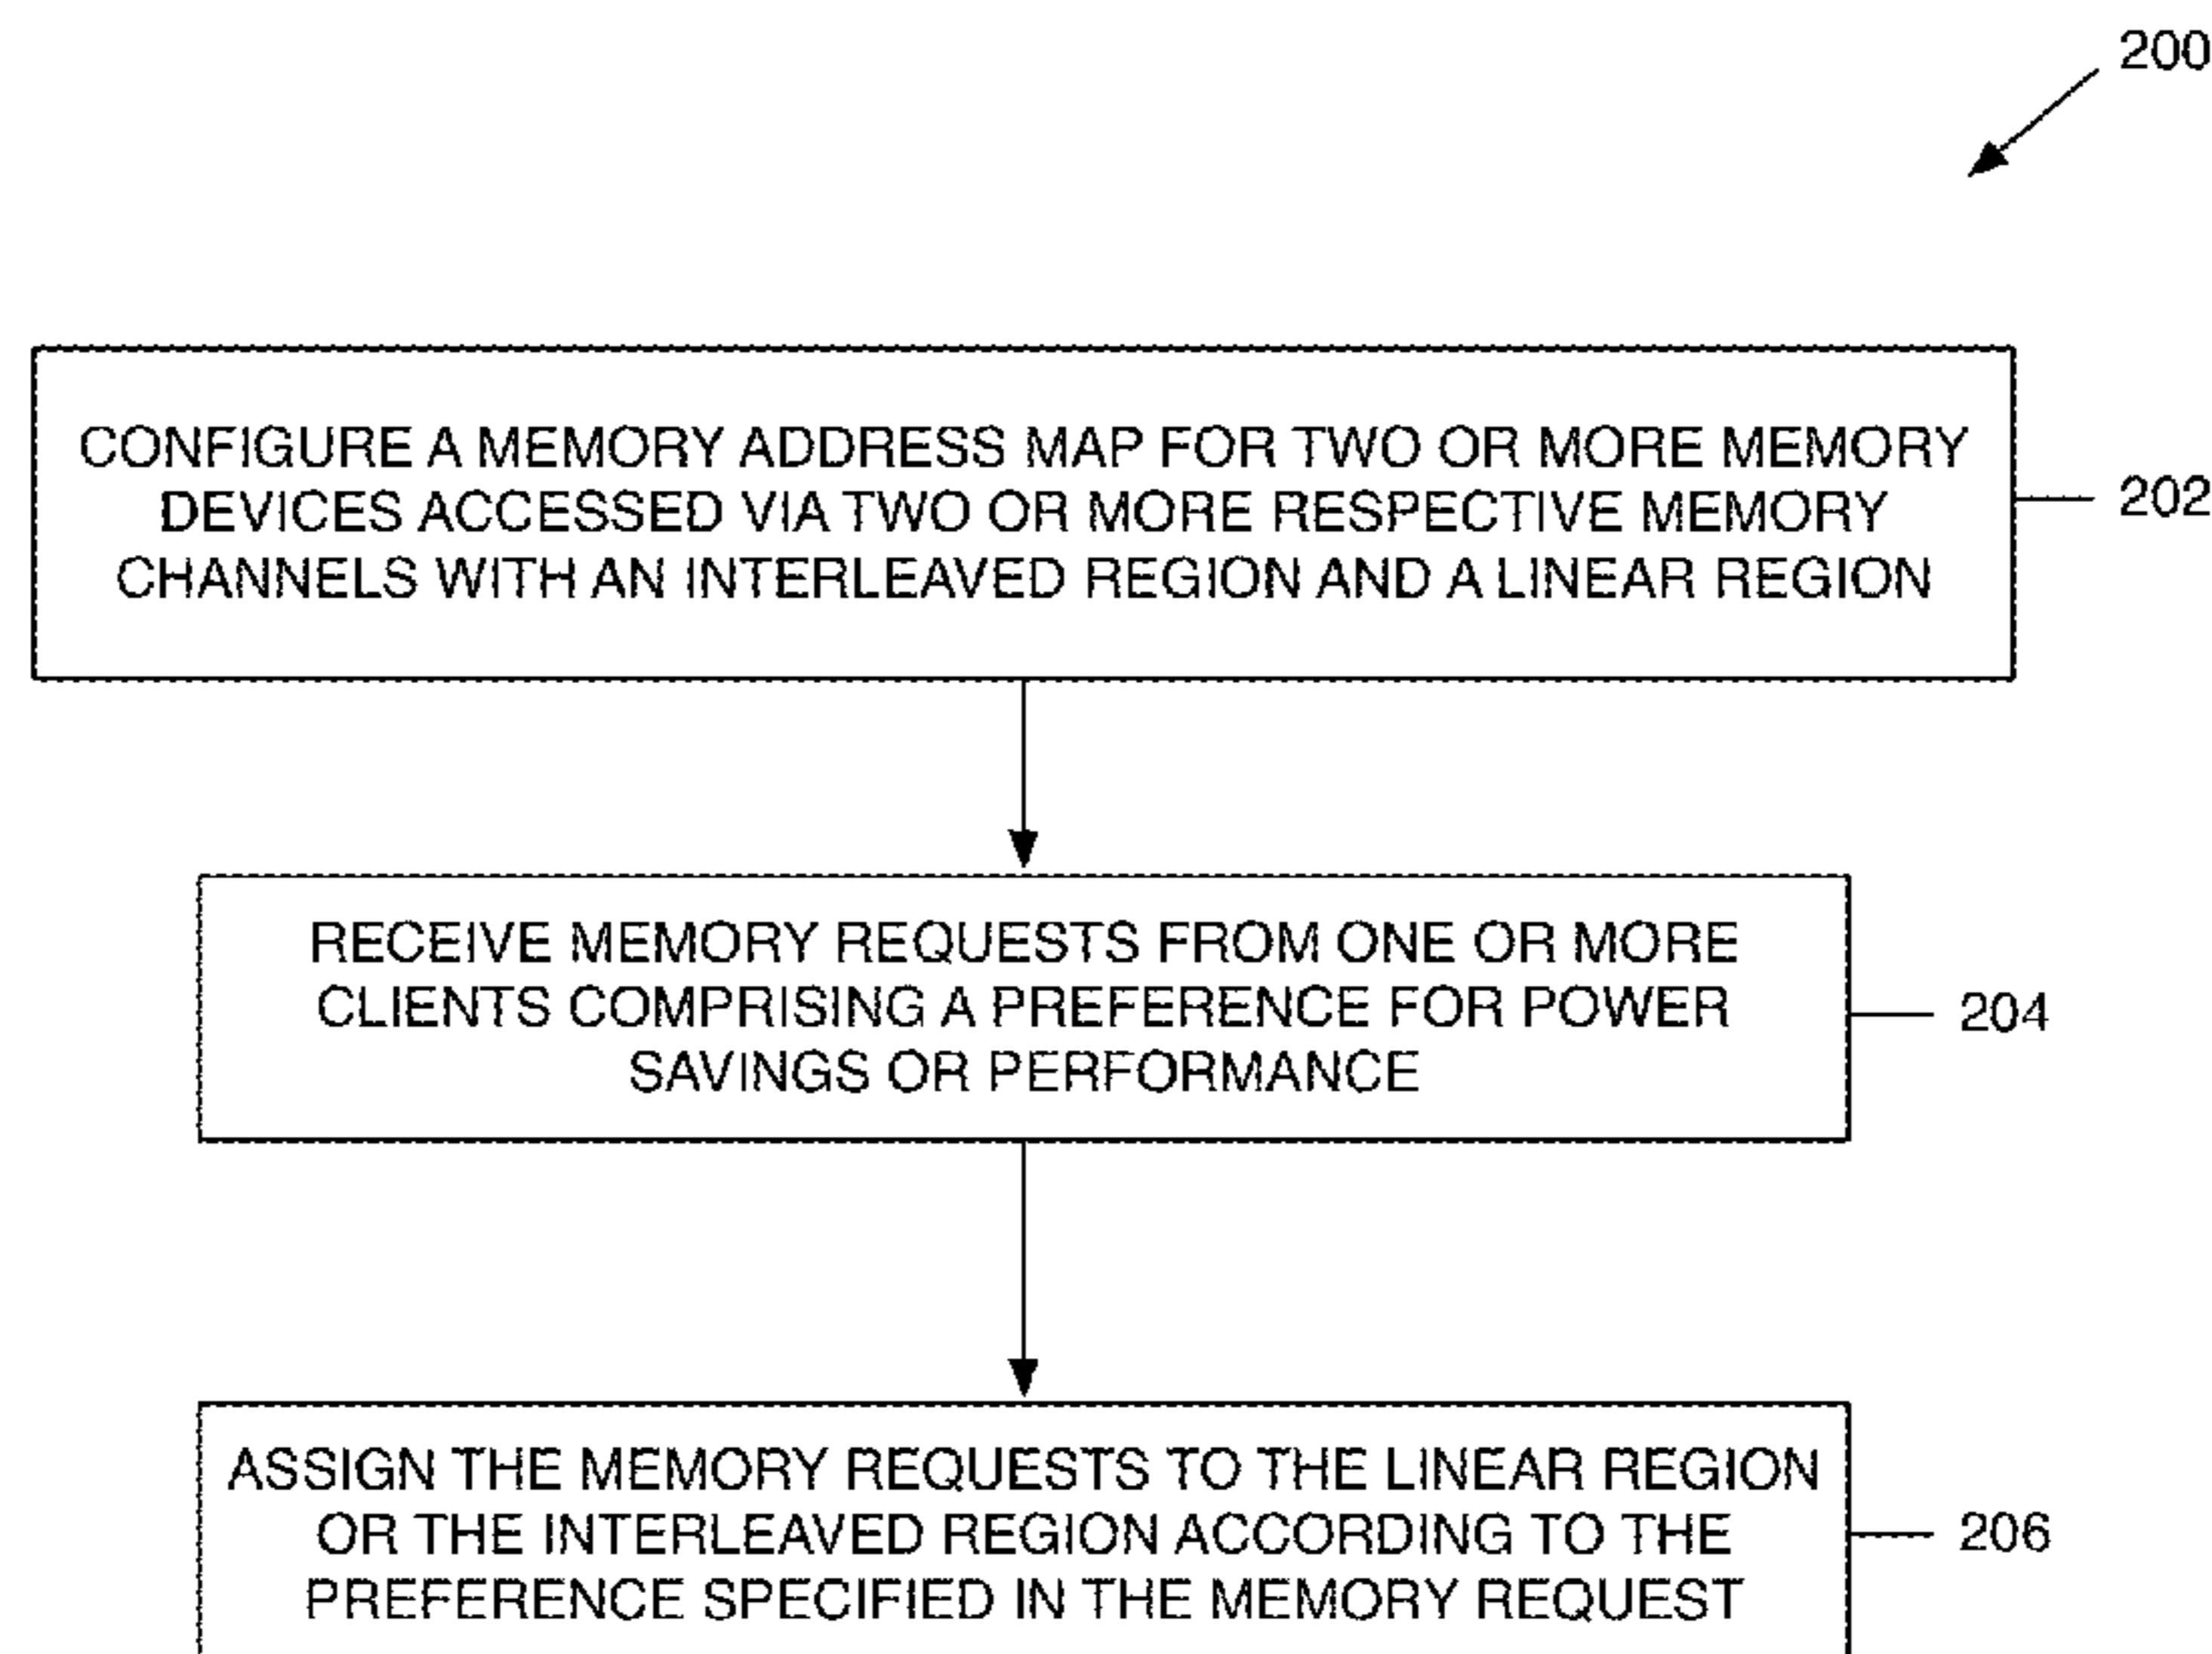 200
CONFIGURE A MEMORY ADDRESS MAP FOR TWO OR MORE MEMORY
DEVICES ACCESSED VIA TWO OR MORE RESPECTIVE MEMORY
CHANNELS WITH AN INTERLEAVED REGION AND A LINEAR REGION
202
RECEIVE MEMORY REQUESTS FROM ONE OR MORE
CLIENTS COMPRISING A PREFERENCE FOR POWER
SAVINGS OR PERFORMANCE
204
ASSIGN THE MEMORY REQUESTS TO THE LINEAR REGION
OR THE INTERLEAVED REGION ACCORDING TO THE
PREFERENCE SPECIFIED IN THE MEMORY REQUEST
206